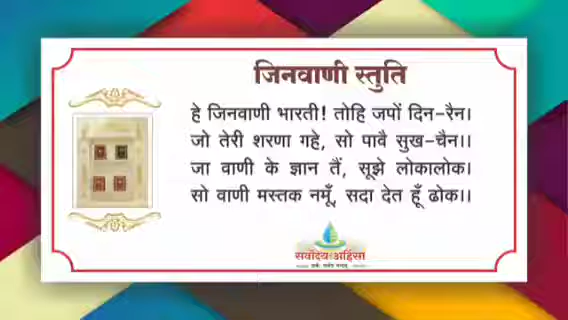 जिनवाणी स्तुति
हे जिनवाणी भारती! तोहि जपों दिन-रैन।
जो तेरी शरणा गहे, सो पावै सुख-चैन।।
जा वाणी के ज्ञान तैं, सूझे लोकालोक।
सो वाणी मस्तक नमूँ, सदा देत हूँ ढोक।।
सर्वोदय अहिंसा